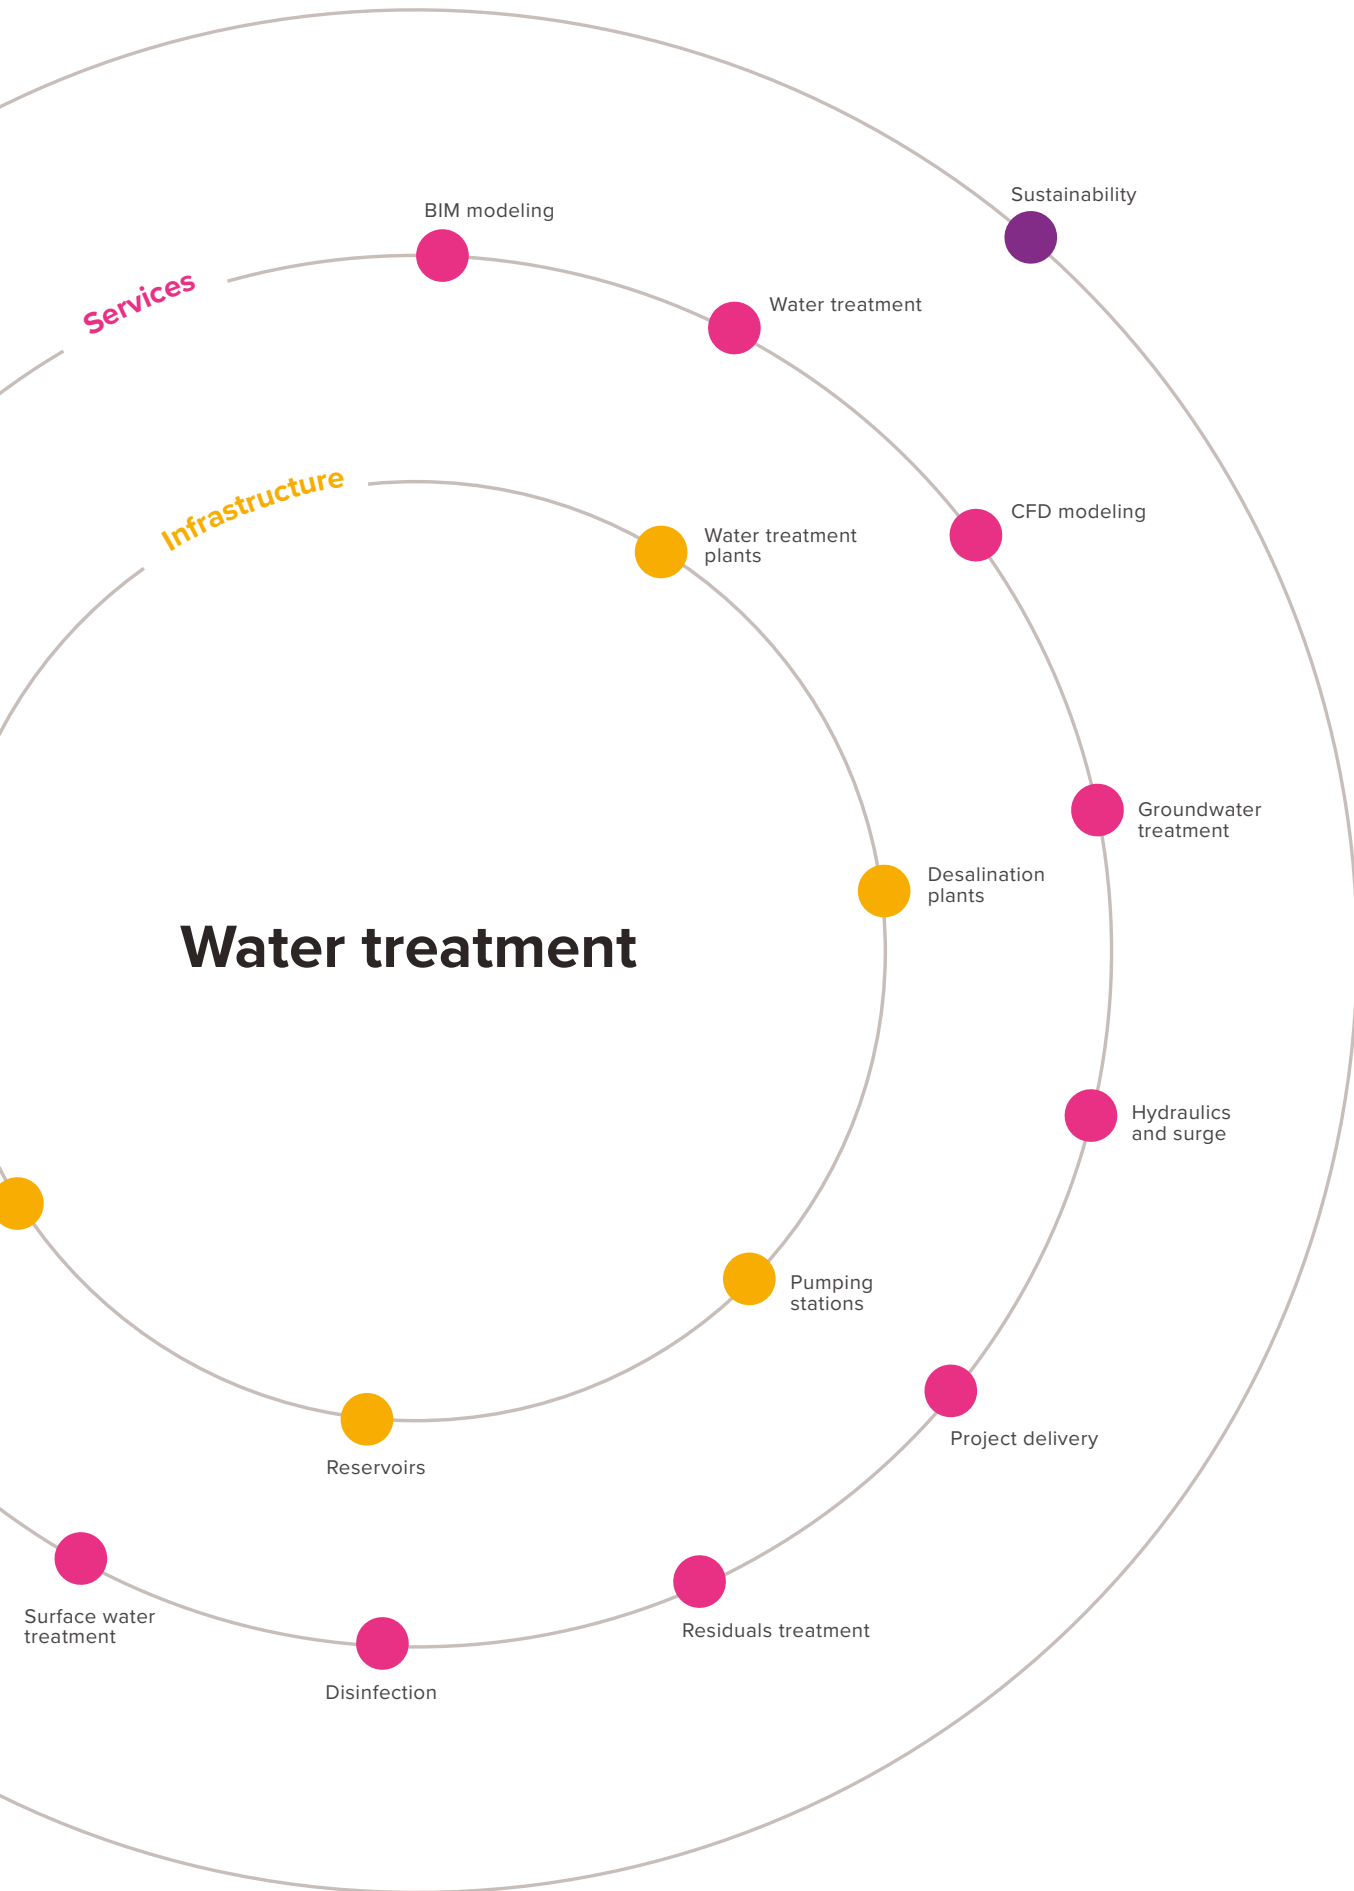 Sustainability
BIM modeling
Services
Water treatment
Infrastructure
CFD modeling
Water treatment
plants
Groundwater
treatment
Desalination
plants
Water treatment
Hydraulics
and surge
Pumping
stations
Project delivery
Reservoirs
Surface water
treatment
Residuals treatment
Disinfection